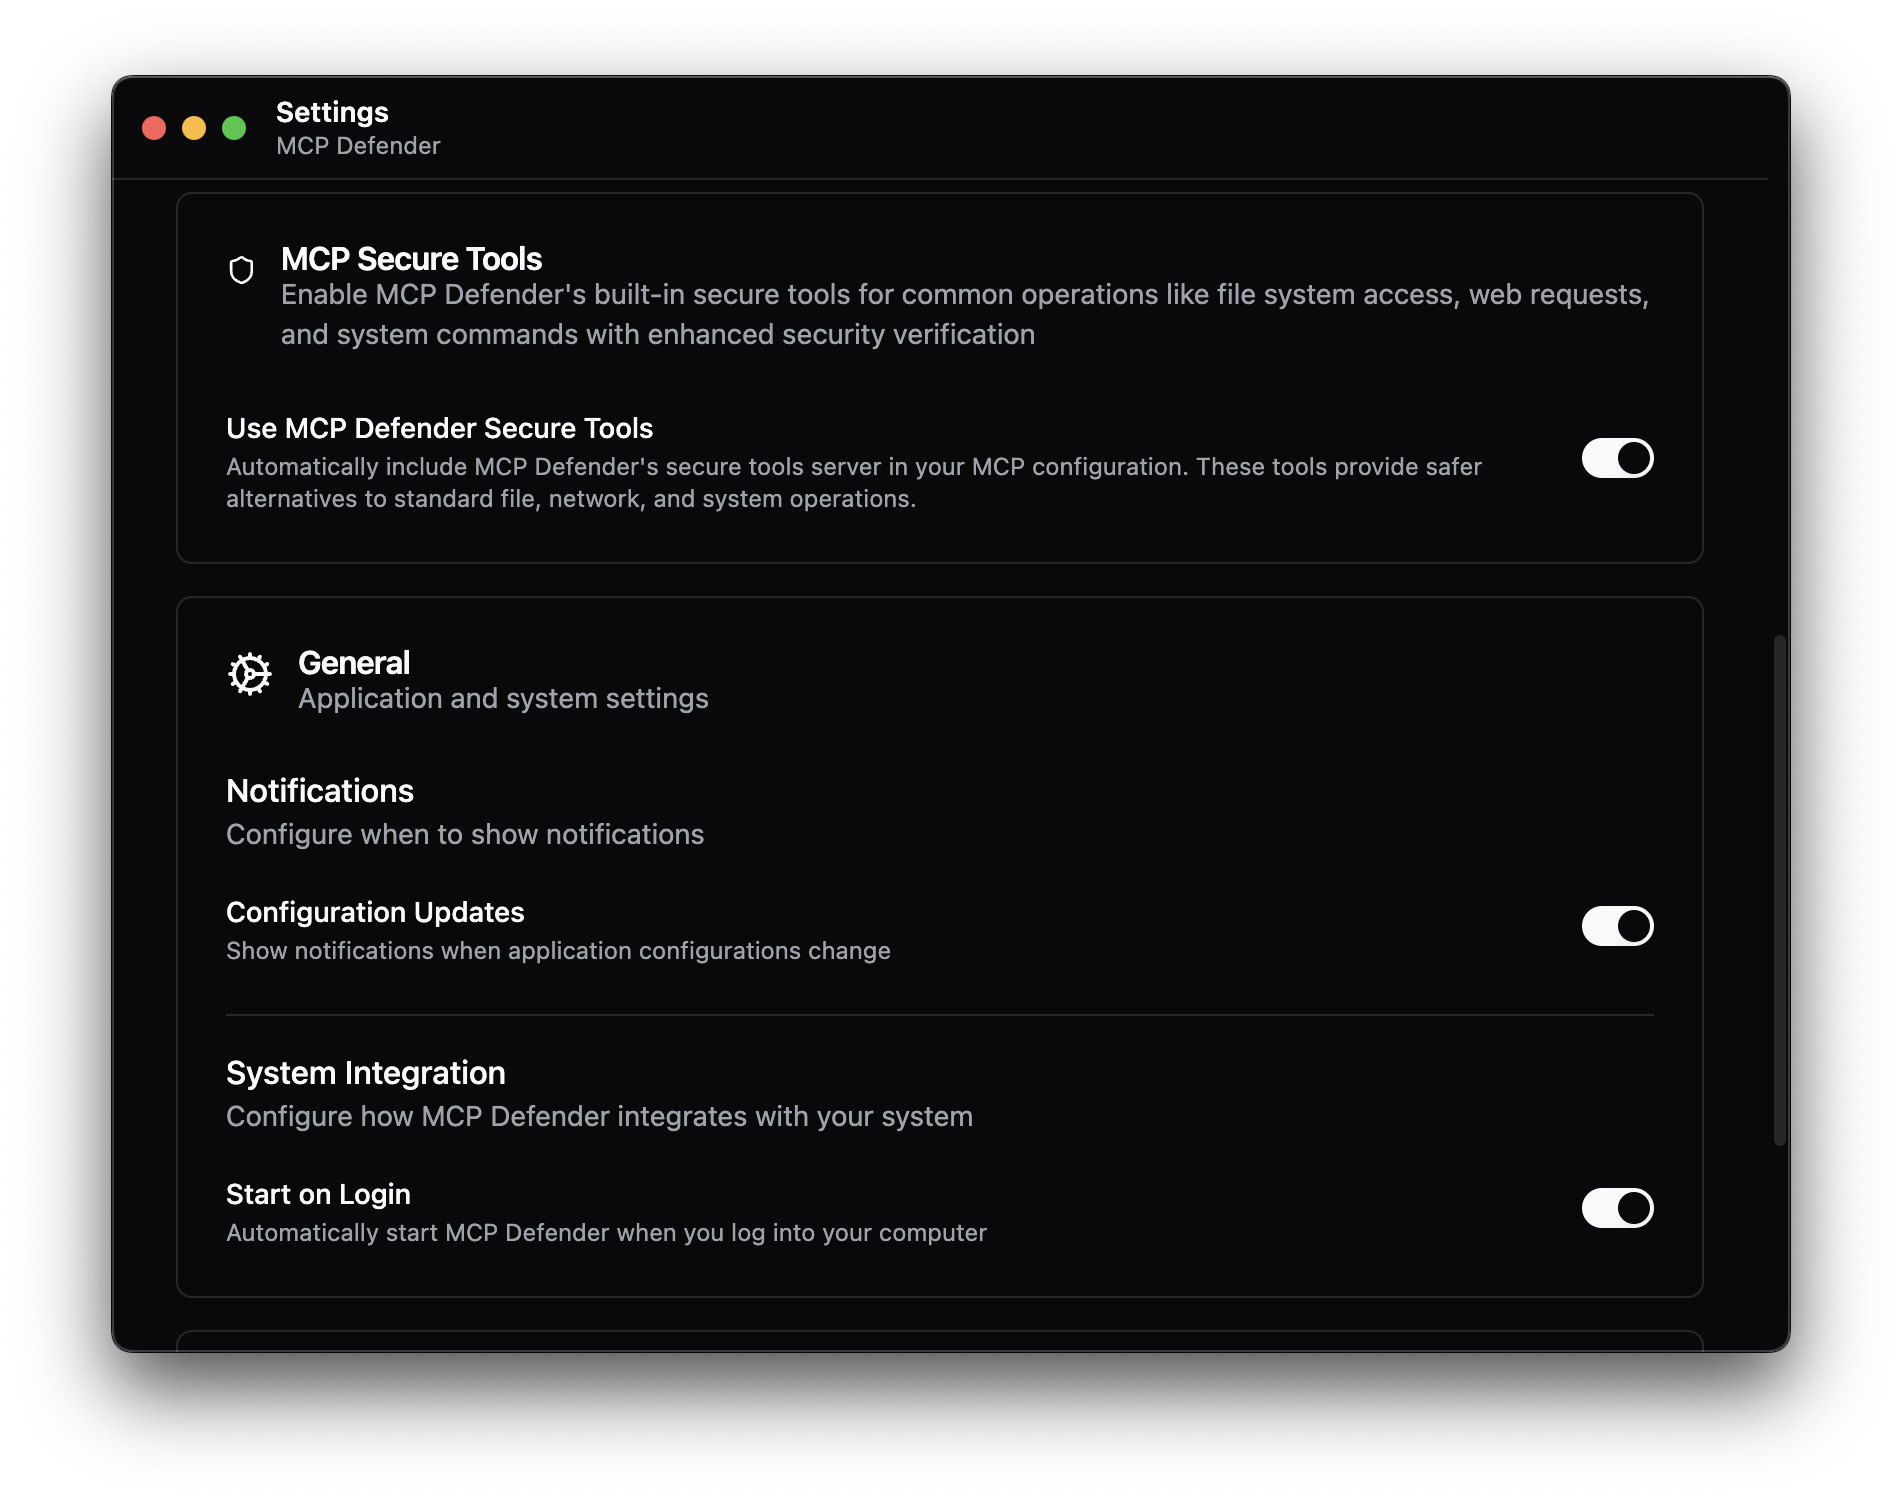 Settings
MCP Defender
MCP Secure Tools
Enable MCP Defender's built-in secure tools for common operations like file system access, web requests,
and system commands with enhanced security verification
Use MCP Defender Secure Tools
Automatically include MCP Defender's secure tools server in your MCP configuration. These tools provide safer
alternatives to standard file, network, and system operations.
General
Application and system settings
Notifications
Configure when to show notifications
Configuration Updates
Show notifications when application configurations change
System Integration
Configure how MCP Defender integrates with your system
Start on Login
Automatically start MCP Defender when you log into your computer